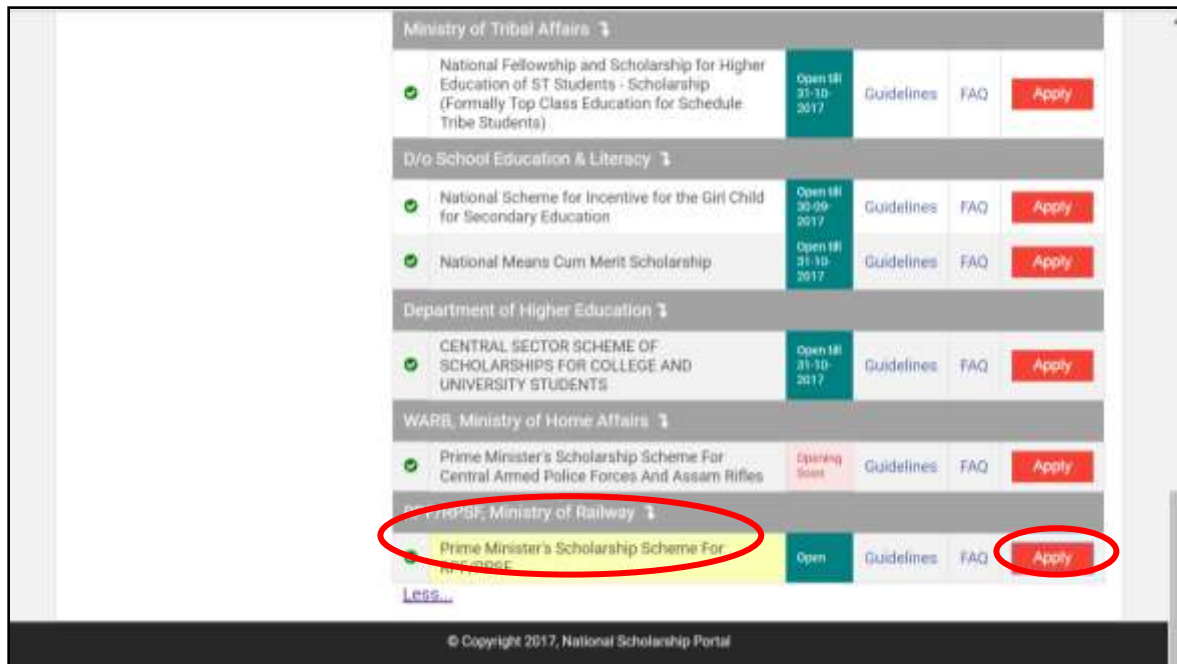 Ministry of Tribal Affairs
National Fellowship and Scholarship for Higher
Education of ST Students - Scholarship
(Formally Top Class Education for Schedule
Tribe Students)
Open till
31-10-
2017
Guidelines FAQ Apply
D/o School Education & Literacy
National Scheme for Incentive for the Girl Child
for Secondary Education
Open till
30-09-
2017
Guidelines FAQ Apply
National Means Cum Merit Scholarship
Open till
31-10-
2017
Guidelines FAQ Apply
Department of Higher Education
CENTRAL SECTOR SCHEME OF
SCHOLARSHIPS FOR COLLEGE AND
UNIVERSITY STUDENTS
Open till
31-10-
2017
Guidelines FAQ Apply
WARB, Ministry of Home Affairs
Prime Minister's Scholarship Scheme For
Central Armed Police Forces And Assam Rifles
Opening
Soon
Guidelines FAQ Apply
RPF/RPSF, Ministry of Railway
Prime Minister's Scholarship Scheme For
RPF/RPSF
Open
Guidelines FAQ Apply
Less...
© Copyright 2017, National Scholarship Portal